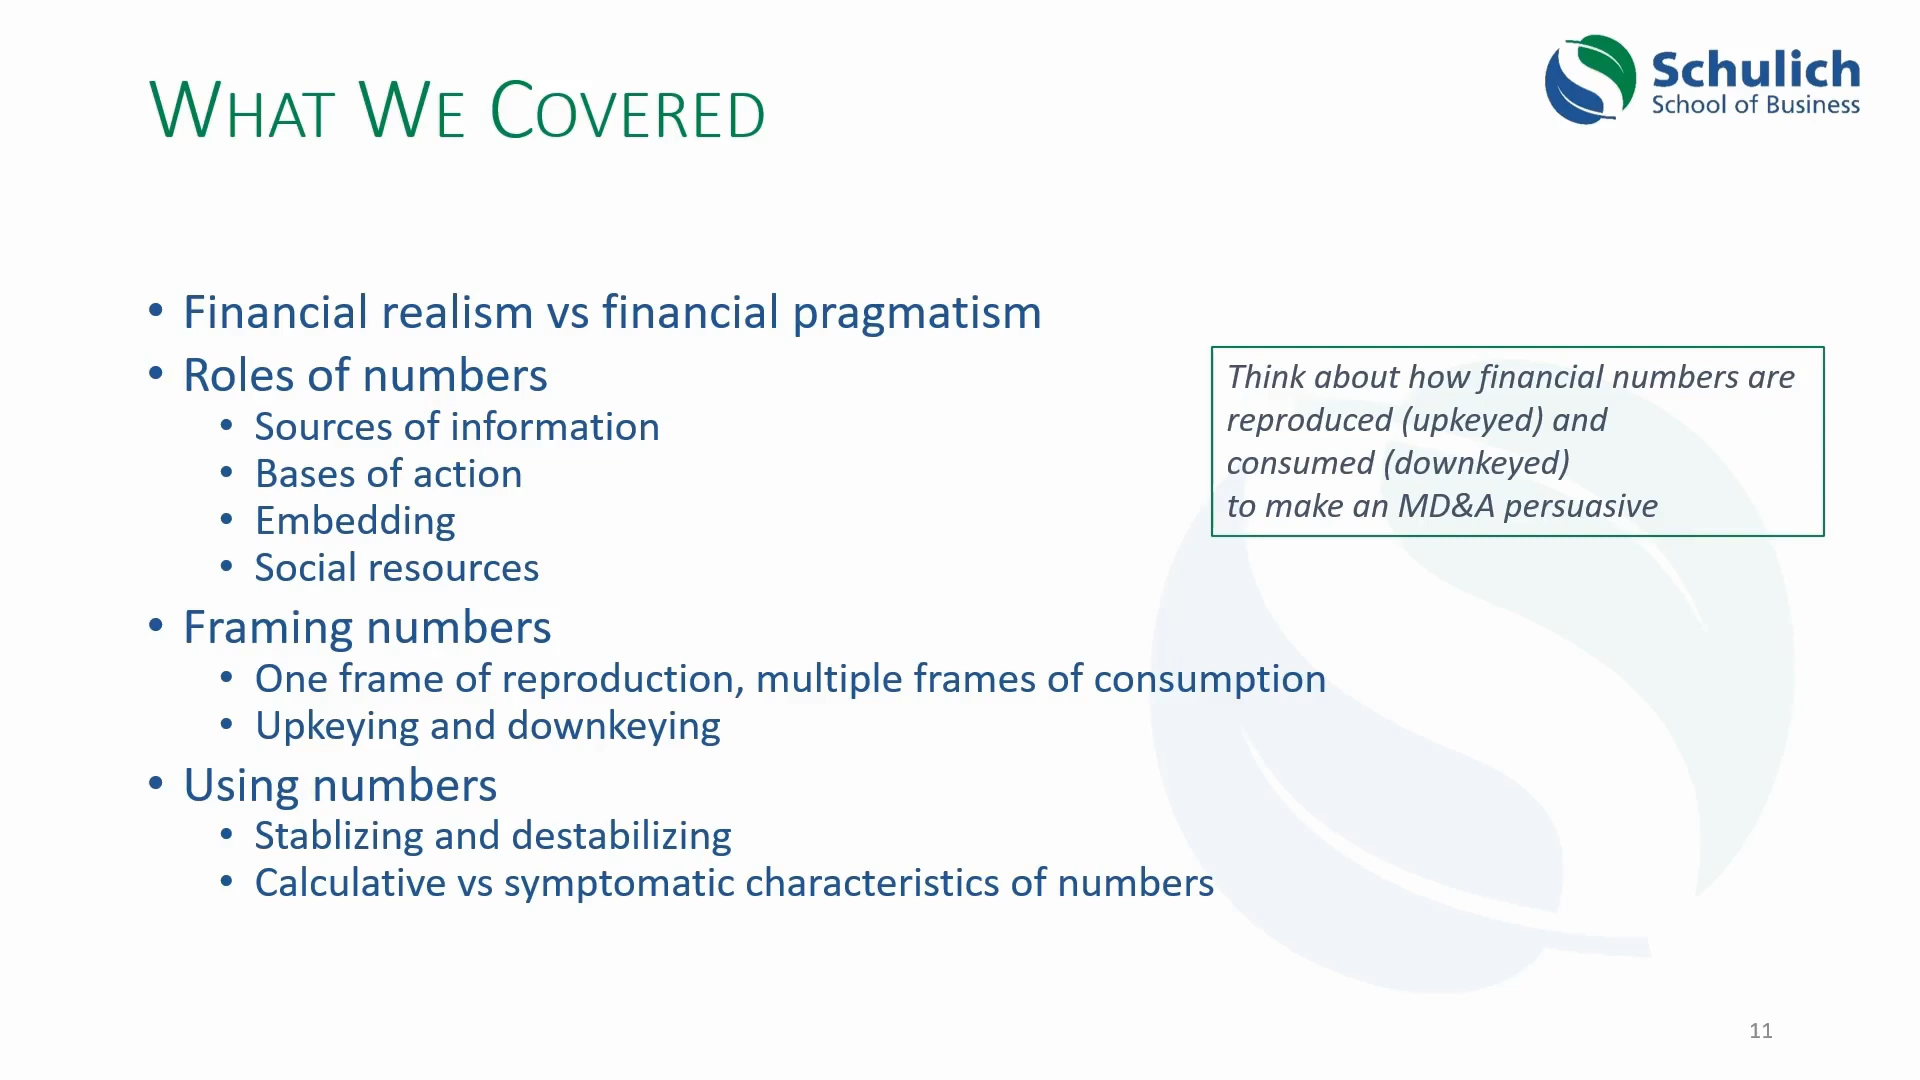 What We Covered
Schulich
School of Business
• Financial realism vs financial pragmatism
• Roles of numbers
• Sources of information
• Bases of action
• Embedding
• Social resources
• Framing numbers
• One frame of reproduction, multiple frames of consumption
• Upkeying and downkeying
• Using numbers
• Stablizing and destabilizing
• Calculative vs symptomatic characteristics of numbers
Think about how financial numbers are
reproduced (upkeyed) and
consumed (downkeyed)
to make an MD&A persuasive
11